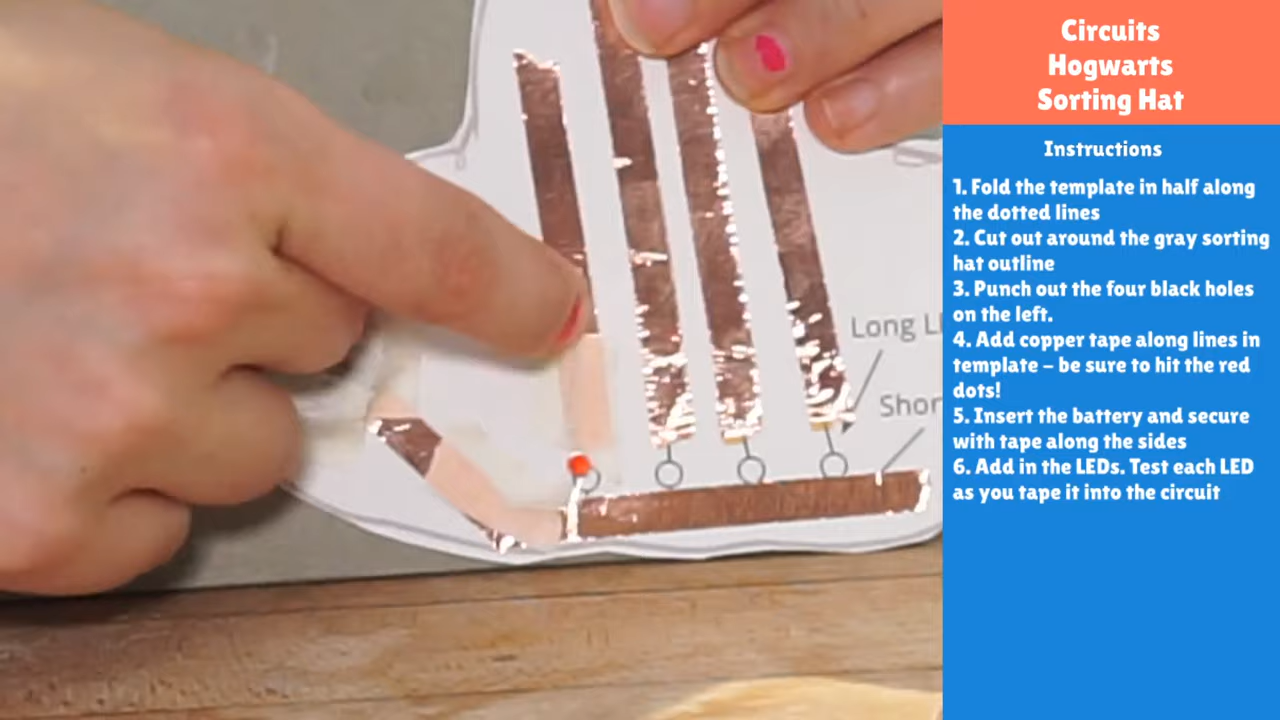 Circuits
Hogwarts
Sorting Hat
Instructions
1. Fold the template in half along
the dotted lines
2. Cut out around the gray sorting
hat outline
3. Punch out the four black holes
on the left.
4. Add copper tape along lines in
template – be sure to hit the red
dots!
5. Insert the battery and secure
with tape along the sides
6. Add in the LEDs. Test each LED
as you tape it into the circuit
Long